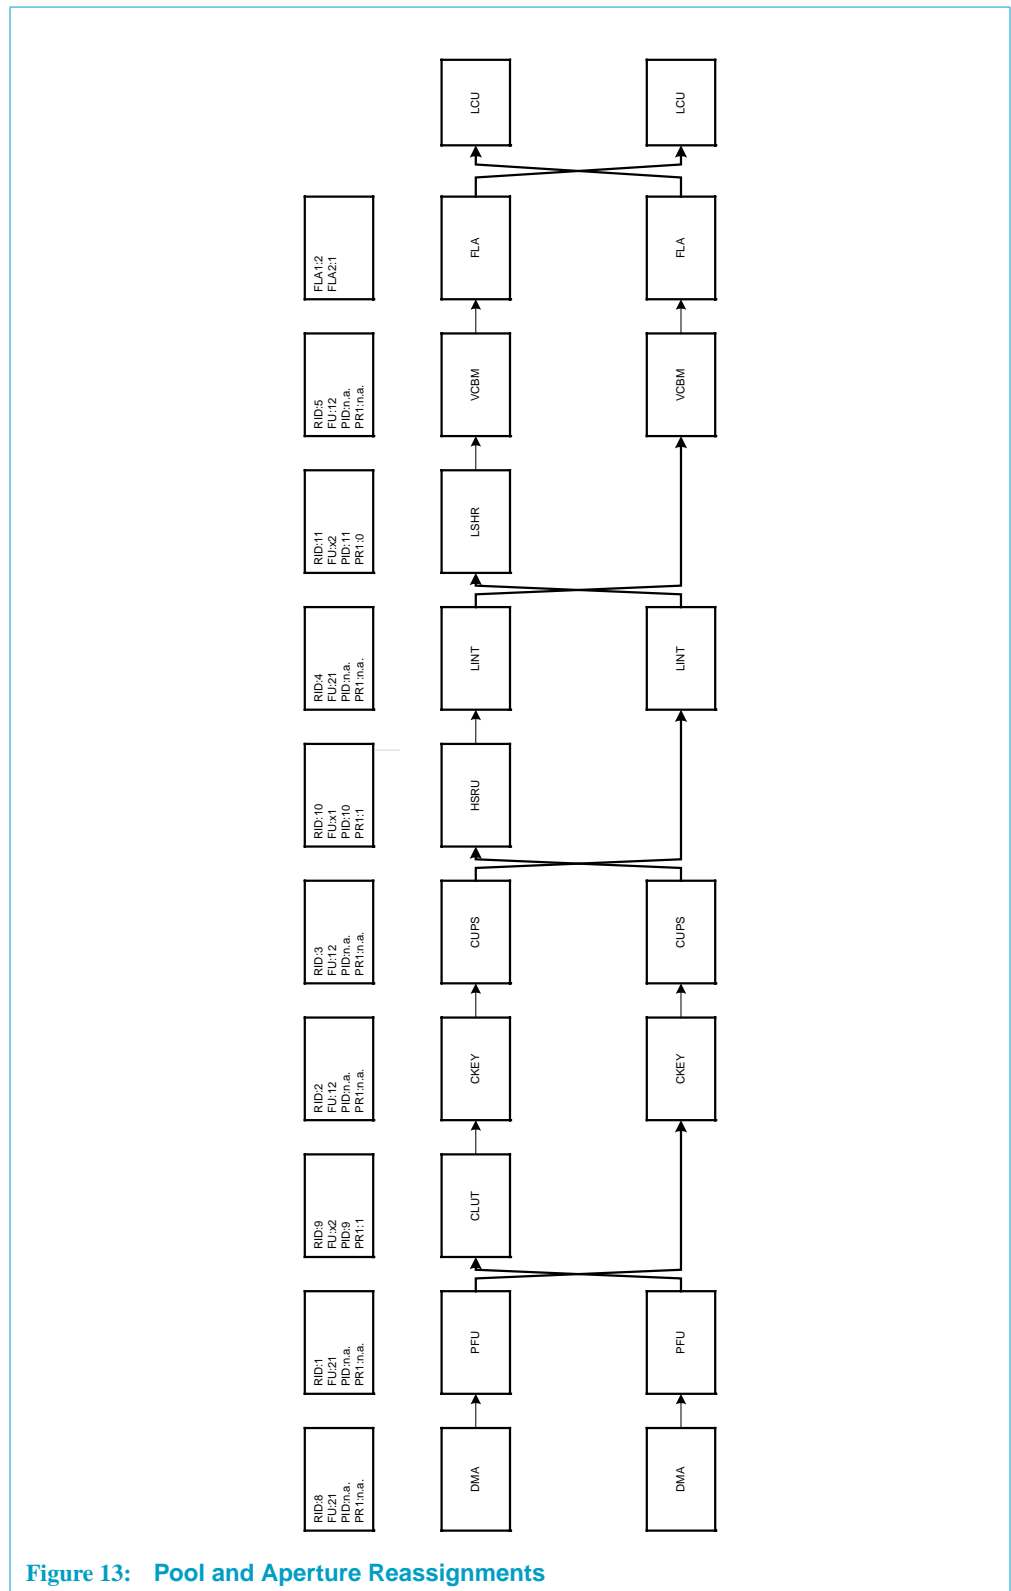 LCU
LCU
FLA1:2
FLA2:1
FLA
FLA
RID:5
FU:12
PID:n.a.
PR1:n.a.
VCBM
VCBM
RID:11
FU:x2
PID:11
PR1:0
LSHR
RID:4
FU:21
PID:n.a.
PR1:n.a.
LINT
LINT
RID:10
FU:x1
PID:10
PR1:1
HSRU
RID:3
FU:12
PID:n.a.
PR1:n.a.
CUPS
CUPS
RID:2
FU:12
PID:n.a.
PR1:n.a.
CKEY
CKEY
RID:9
FU:x2
PID:9
PR1:1
CLUT
RID:1
FU:21
PID:n.a.
PR1:n.a.
PFU
PFU
RID:8
FU:21
PID:n.a.
PR1:n.a.
DMA
DMA
Figure 13: Pool and Aperture Reassignments